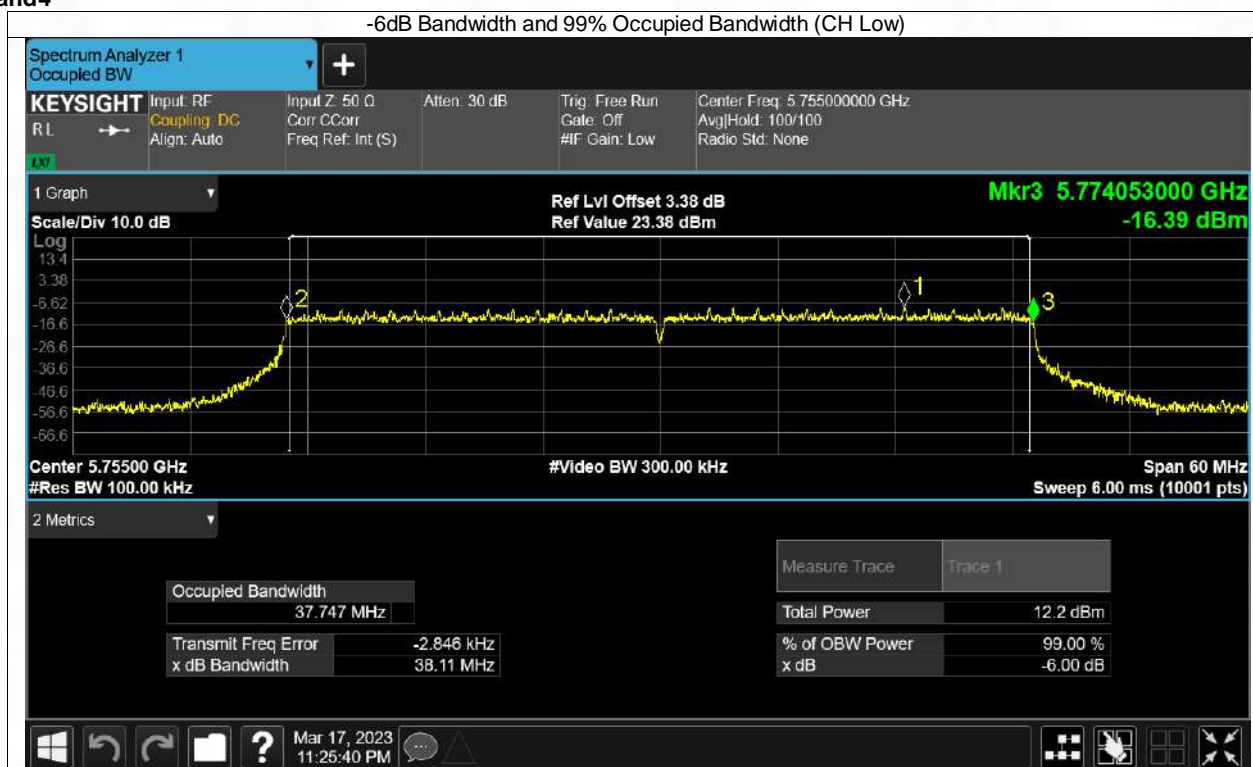 and4
-6dB Bandwidth and 99% Occupied Bandwidth (CH Low)
Spectrum Analyzer 1
Occupied BW
+
KEYSIGHT
RL
LXI
Input: RF
Coupling: DC
Align: Auto
Input Z: 50 Ω
Corr CCorr
Freq Ref: Int (S)
Atten: 30 dB
Trig: Free Run
Gate: Off
#IF Gain: Low
Center Freq: 5.755000000 GHz
Avg|Hold: 100/100
Radio Std: None
1 Graph
Scale/Div 10.0 dB
Ref Lvl Offset 3.38 dB
Ref Value 23.38 dBm
Mkr3 5.774053000 GHz
-16.39 dBm
Log
13.4
3.38
-6.62
-16.6
-26.6
-36.6
-46.6
-56.6
-66.6
2
1
3
Center 5.75500 GHz
#Res BW 100.00 kHz
#Video BW 300.00 kHz
Span 60 MHz
Sweep 6.00 ms (10001 pts)
2 Metrics
Measure Trace Trace 1
Occupied Bandwidth
37.747 MHz
Total Power 12.2 dBm
Transmit Freq Error -2.846 kHz
% of OBW Power 99.00 %
x dB Bandwidth 38.11 MHz
x dB -6.00 dB
?
Mar 17, 2023
11:25:40 PM